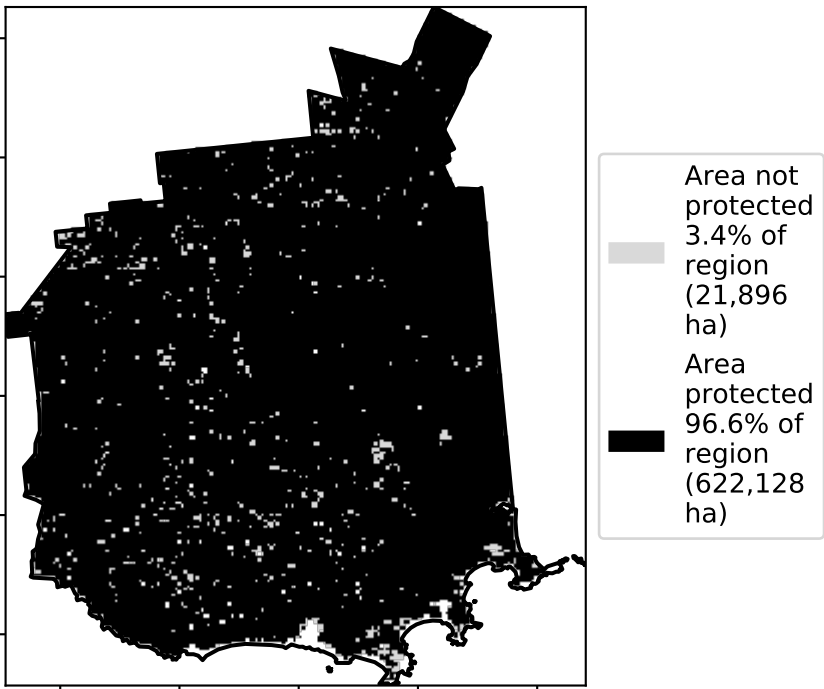 Area not
protected
3.4% of
region
(21,896
ha)
Area
protected
96.6% of
region
(622,128
ha)